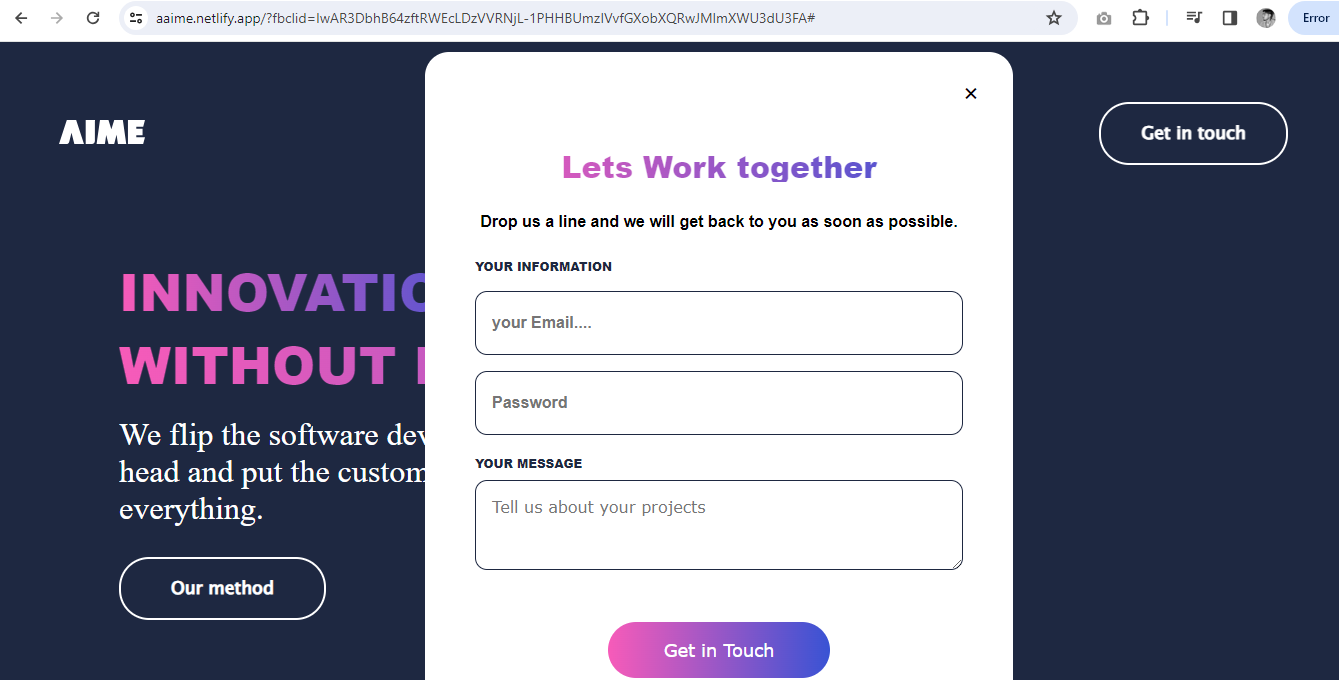 aaime.netlify.app/?fbclid=IwAR3DbhB64zftRWEcLDzVVRNjL-1PHHBUmzIVvfGXobXQRwJMlmXWU3dU3FA#
Error
AIME
Get in touch
Lets Work together
Drop us a line and we will get back to you as soon as possible.
YOUR INFORMATION
your Email....
Password
YOUR MESSAGE
Tell us about your projects
Get in Touch
INNOVATIO
WITHOUT
We flip the software dev
head and put the custom
everything.
Our method